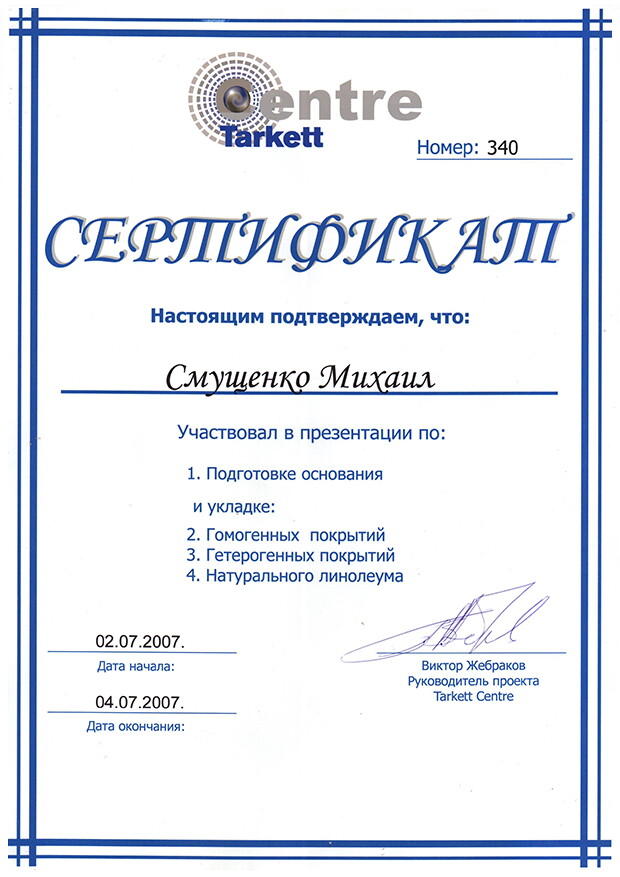 Centre
Tarkett
Номер: 340
СЕРТИФИКАТ
Настоящим подтверждаем, что:
Смущенко Михаил
Участвовал в презентации по:
1. Подготовке основания
и укладке:
2. Гомогенных покрытий
3. Гетерогенных покрытий
4. Натурального линолеума
02.07.2007.
Дата начала:
04.07.2007.
Дата окончания:
Виктор Жебраков
Руководитель проекта
Tarkett Centre